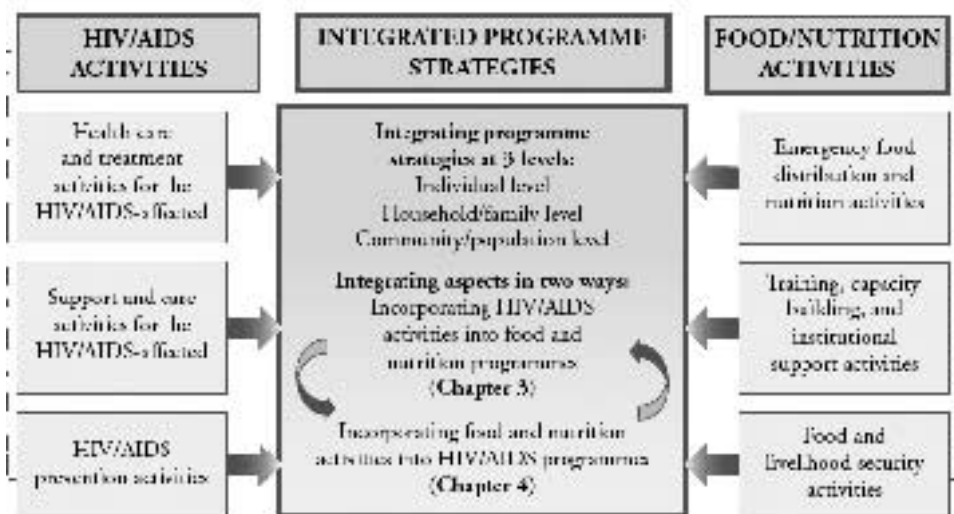 HIV/AIDS
ACTIVITIES
Health care
and treatment
activities for the
HIV/AIDS-affected
Support and care
activities for the
HIV/AIDS-affected
HIV/AIDS
prevention activities
INTEGRATED PROGRAMME
STRATEGIES
Integrating programme
strategies at 3 levels:
Individual level
Household/family level
Community/population level
Integrating aspects in two ways:
Incorporating HIV/AIDS
activities into food and
nutrition programmes
(Chapter 3)
Incorporating food and nutrition
activities into HIV/AIDS programmes
(Chapter 4)
FOOD/NUTRITION
ACTIVITIES
Emergency food
distribution and
nutrition activities
Training, capacity
building, and
institutional
support activities
Food and
livelihood security
activities